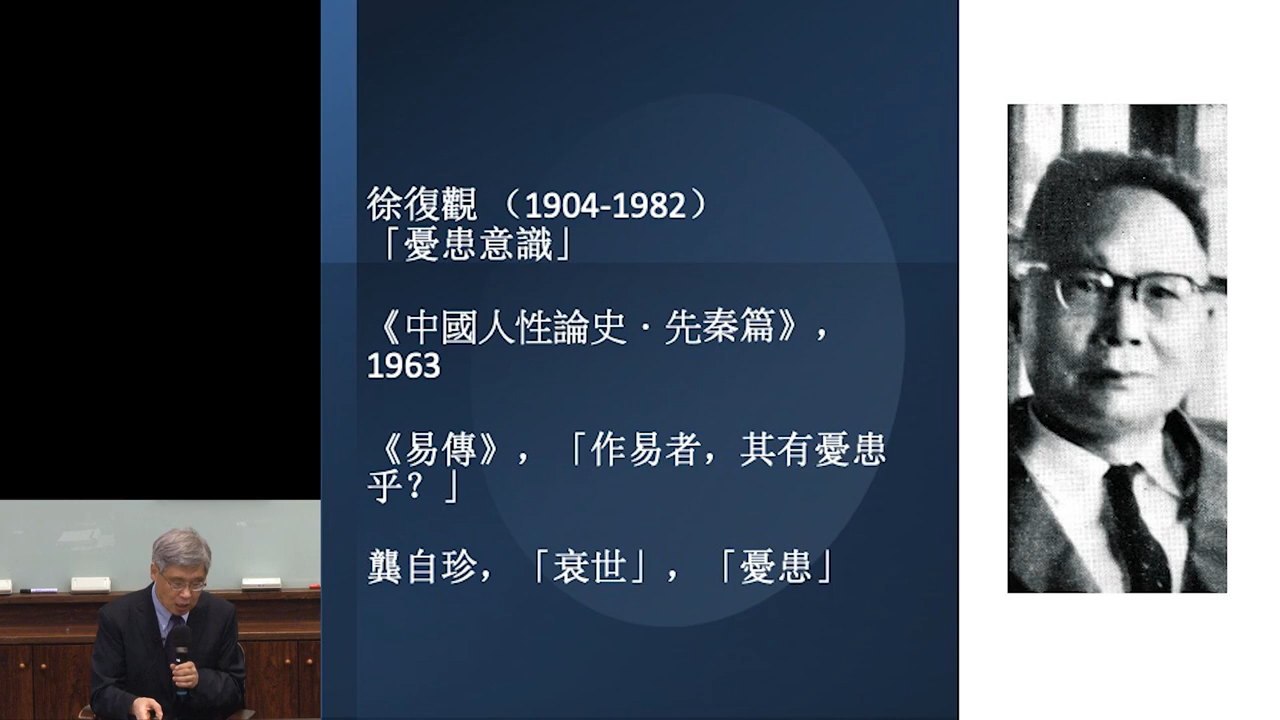 徐復觀 （1904-1982）
「憂患意識」
《中國人性論史．先秦篇》，
1963
《易傳》，「作易者，其有憂患
乎？」
龔自珍，「衰世」，「憂患」